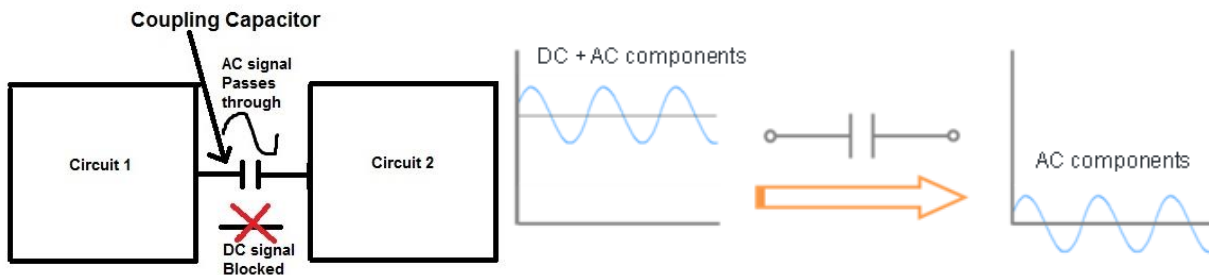 Coupling Capacitor
AC signal
Passes
through
Circuit 1
Circuit 2
DC signal
Blocked
DC + AC components
AC components